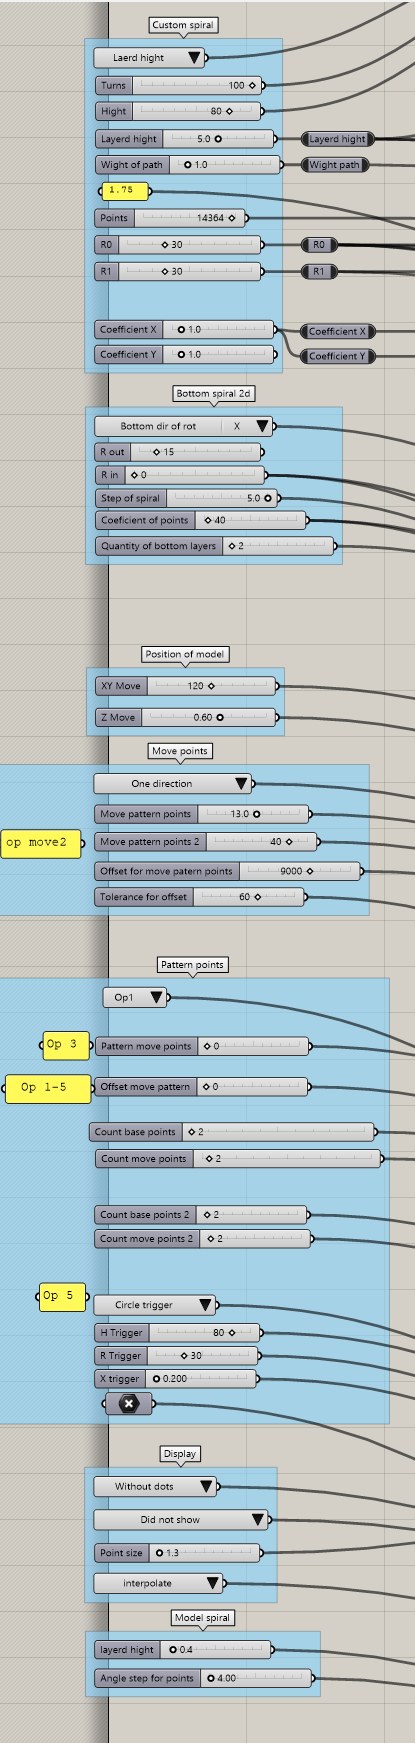 Custom spiral
Laerd hight
Turns 100
Hight 80
Layerd hight 5.0 Layerd hight
Wight of path 1.0 Wight path
1.75
Points 14364
R0 30 R0
R1 30 R1
Coefficient X 1.0 Coefficient X
Coefficient Y 1.0 Coefficient Y
Bottom spiral 2d
Bottom dir of rot X
R out 15
R in 0
Step of spiral 5.0
Coeficient of points 40
Quantity of bottom layers 2
Position of model
XY Move 120
Z Move 0.60
Move points
One direction
Move pattern points 13.0
op move2 Move pattern points 2 40
Offset for move patern points 9000
Tolerance for offset 60
Pattern points
Op1
Op 3 Pattern move points 0
Op 1-5 Offset move pattern 0
Count base points 2
Count move points 2
Count base points 2 2
Count move points 2 2
Op 5
Circle trigger
H Trigger 80
R Trigger 30
X trigger 0.200
Display
Without dots
Did not show
Point size 1.3
interpolate
Model spiral
layerd hight 0.4
Angle step for points 4.00